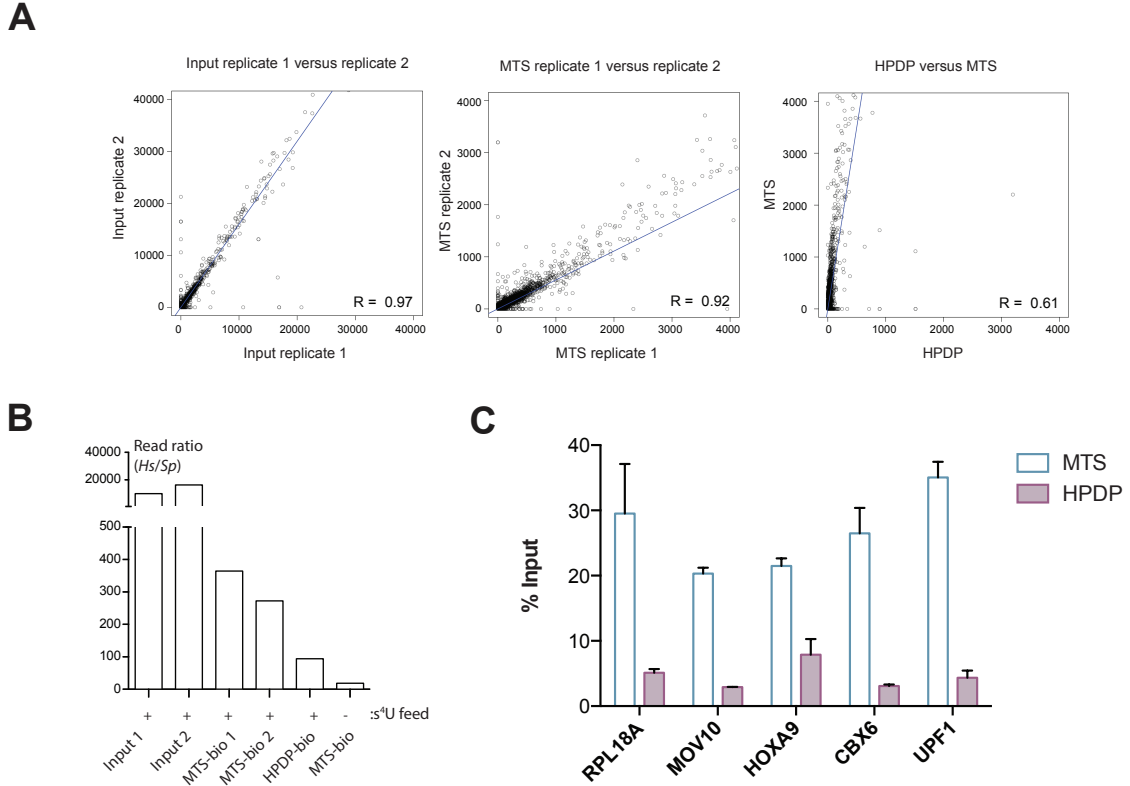 A
Input replicate 1 versus replicate 2
40000
30000
20000
10000
0
Input replicate 2
R = 0.97
0 10000 20000 30000 40000
Input replicate 1
MTS replicate 1 versus replicate 2
4000
3000
2000
1000
0
MTS replicate 2
R = 0.92
0 1000 2000 3000 4000
MTS replicate 1
HPDP versus MTS
4000
3000
2000
1000
0
MTS
R = 0.61
0 1000 2000 3000 4000
HPDP
B
Read ratio
(Hs/Sp)
40000
20000
500
400
300
200
100
0
+ + + + + - :s⁴U feed
Input 1
Input 2
MTS-bio 1
MTS-bio 2
HPDP-bio
MTS-bio
C
40
30
20
10
0
% Input
MTS
HPDP
RPL18A
MOV10
HOXA9
CBX6
UPF1